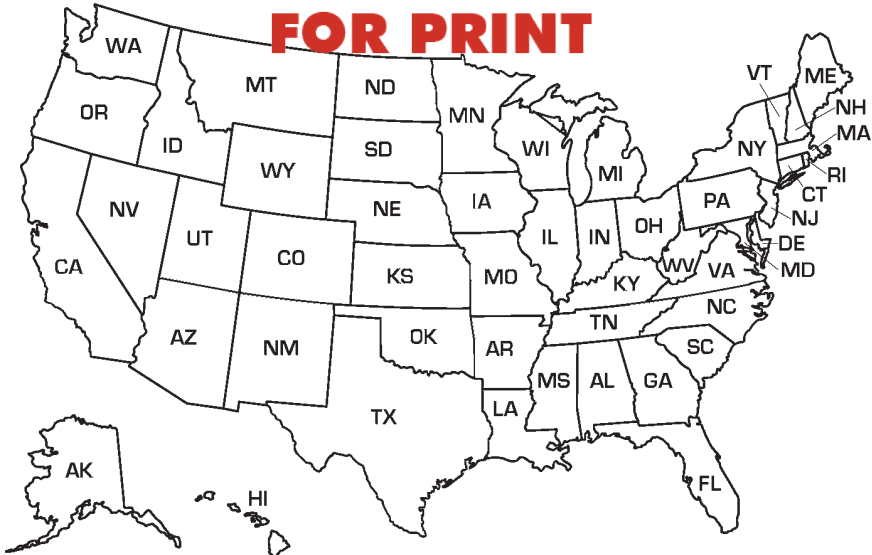 FOR PRINT
WA
MT
ND
MN
VT
ME
OR
ID
SD
WI
MI
NY
NH
MA
WY
RI
NV
NE
IA
PA
CT
UT
CO
IL
IN
OH
NJ
CA
KS
MO
KY
WV
VA
DE
MD
AZ
NM
OK
AR
TN
NC
SC
TX
LA
MS
AL
GA
AK
HI
FL